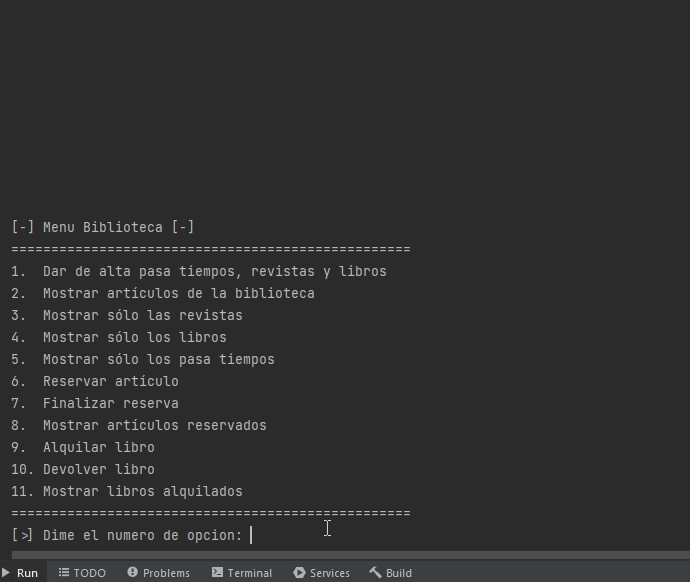 [-] Menu Biblioteca [-]
==================================================
1.  Dar de alta pasa tiempos, revistas y libros
2.  Mostrar artículos de la biblioteca
3.  Mostrar sólo las revistas
4.  Mostrar sólo los libros
5.  Mostrar sólo los pasa tiempos
6.  Reservar artículo
7.  Finalizar reserva
8.  Mostrar artículos reservados
9.  Alquilar libro
10. Devolver libro
11. Mostrar libros alquilados
==================================================
[>] Dime el numero de opcion:
Run TODO Problems Terminal Services Build